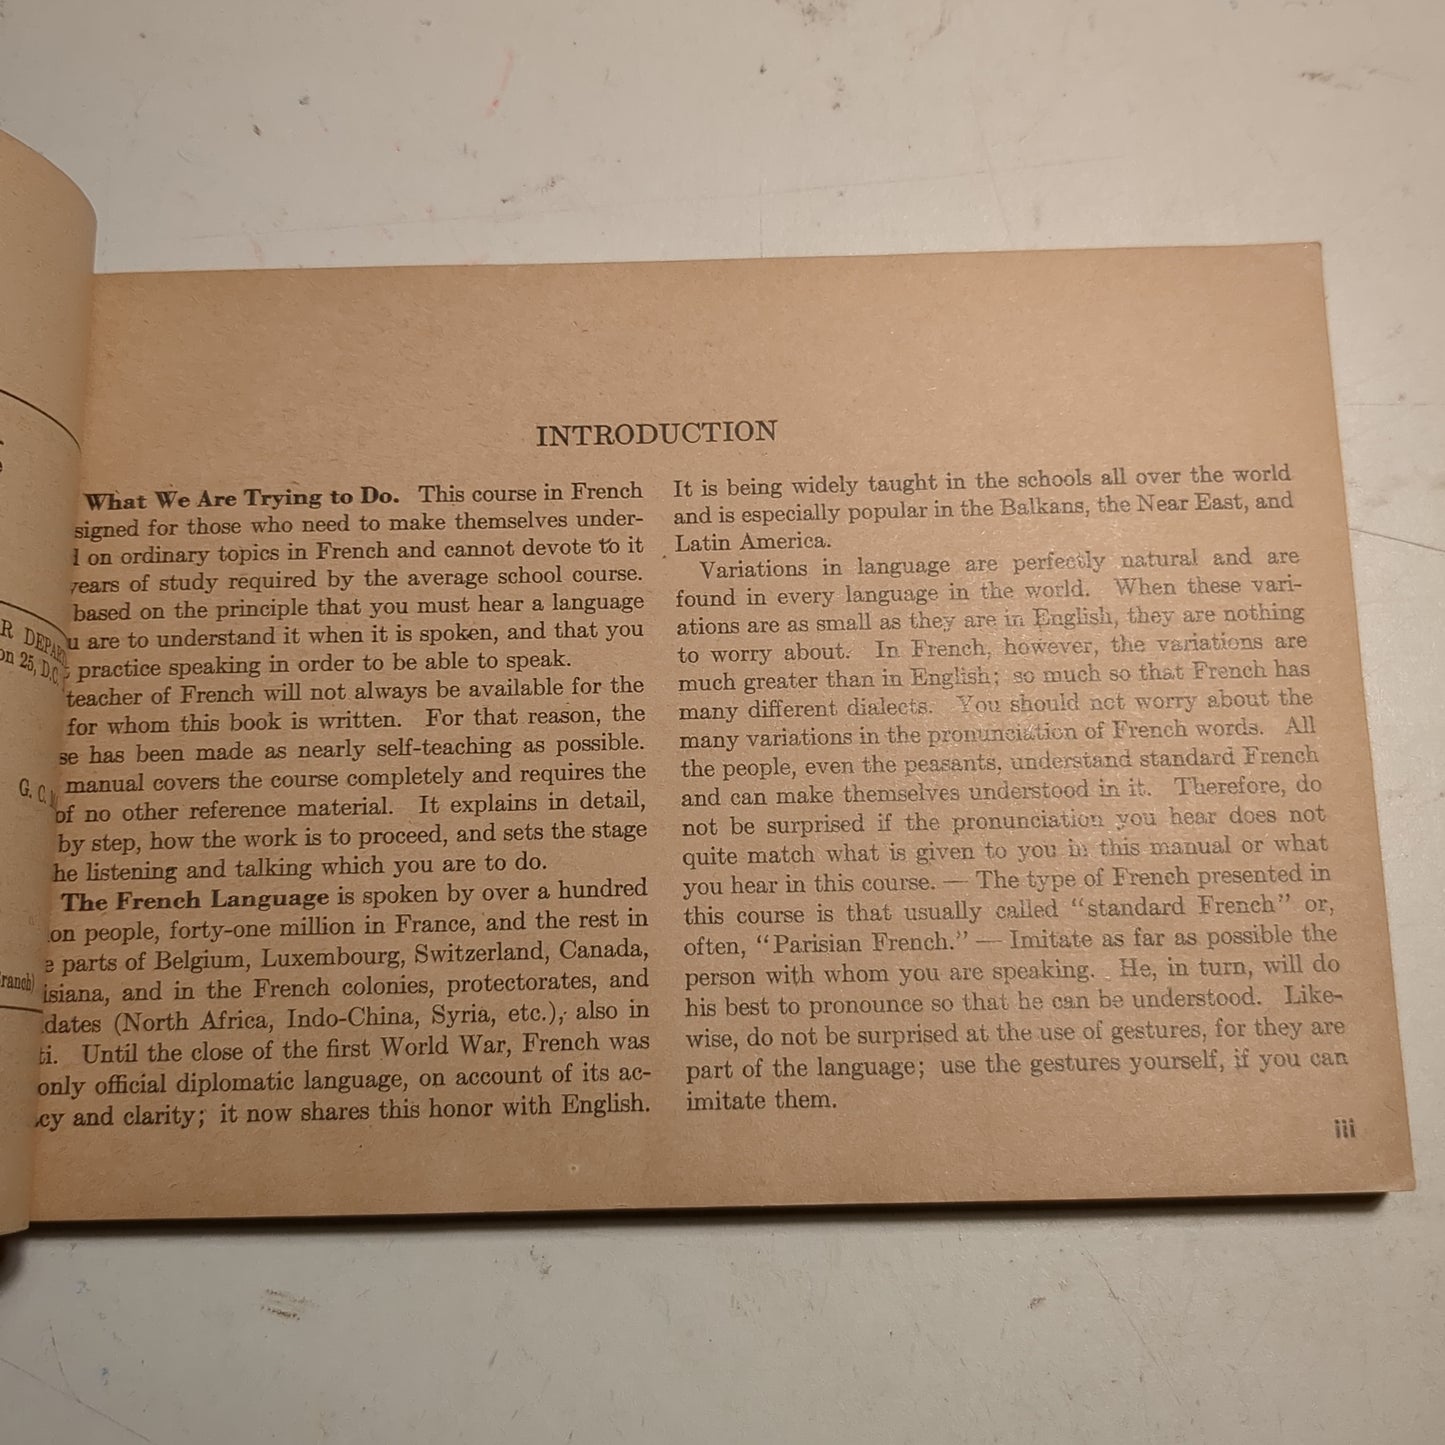 R DEPAR
on 25, D.C.
G. C. M
ranch)
INTRODUCTION
What We Are Trying to Do. This course in French
signed for those who need to make themselves under-
on ordinary topics in French and cannot devote to it
years of study required by the average school course.
based on the principle that you must hear a language
u are to understand it when it is spoken, and that you
practice speaking in order to be able to speak.
teacher of French will not always be available for the
for whom this book is written. For that reason, the
se has been made as nearly self-teaching as possible.
manual covers the course completely and requires the
of no other reference material. It explains in detail,
by step, how the work is to proceed, and sets the stage
he listening and talking which you are to do.
The French Language is spoken by over a hundred
on people, forty-one million in France, and the rest in
e parts of Belgium, Luxembourg, Switzerland, Canada,
isiana, and in the French colonies, protectorates, and
dates (North Africa, Indo-China, Syria, etc.), also in
ti. Until the close of the first World War, French was
only official diplomatic language, on account of its ac-
cy and clarity; it now shares this honor with English.
It is being widely taught in the schools all over the world
and is especially popular in the Balkans, the Near East, and
Latin America.
Variations in language are perfectly natural and are
found in every language in the world. When these vari-
ations are as small as they are in English, they are nothing
to worry about. In French, however, the variations are
much greater than in English; so much so that French has
many different dialects. You should not worry about the
many variations in the pronunciation of French words. All
the people, even the peasants, understand standard French
and can make themselves understood in it. Therefore, do
not be surprised if the pronunciation you hear does not
quite match what is given to you in this manual or what
you hear in this course. — The type of French presented in
this course is that usually called "standard French" or,
often, "Parisian French." — Imitate as far as possible the
person with whom you are speaking. He, in turn, will do
his best to pronounce so that he can be understood. Like-
wise, do not be surprised at the use of gestures, for they are
part of the language; use the gestures yourself, if you can
imitate them.
iii